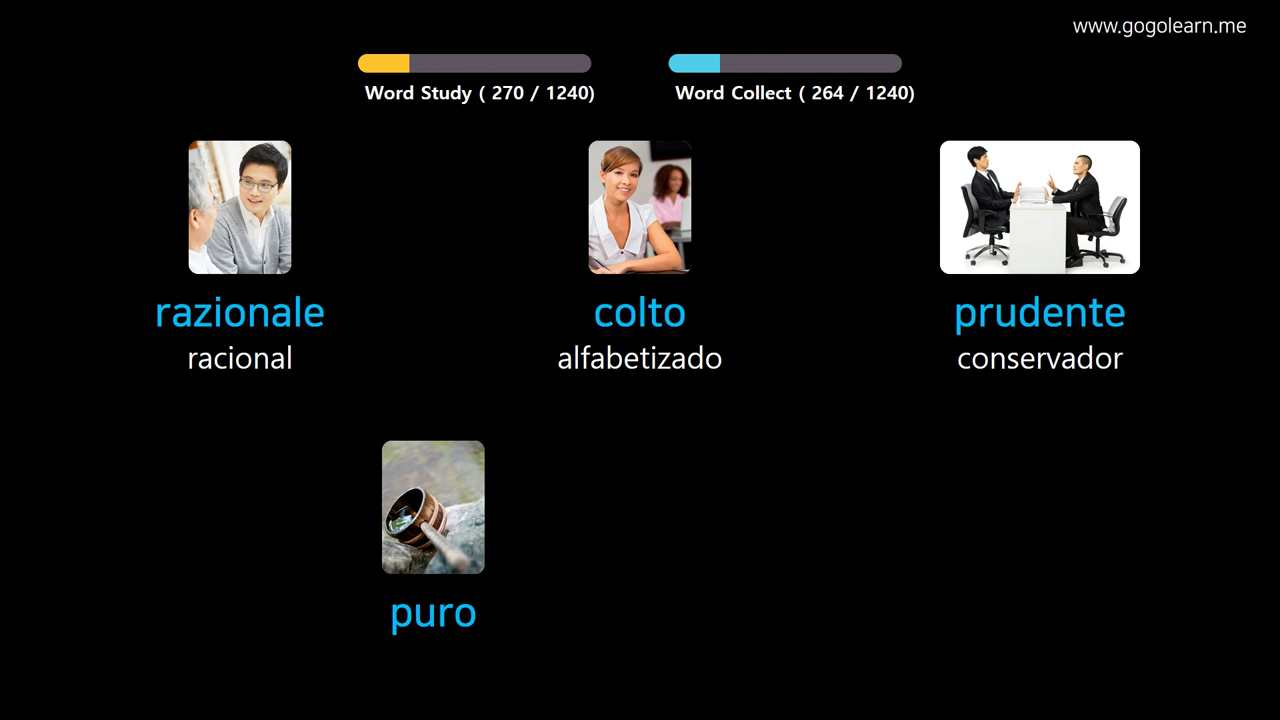 www.gogolearn.me
Word Study ( 270 / 1240)
Word Collect ( 264 / 1240)
razionale
racional
colto
alfabetizado
prudente
conservador
puro